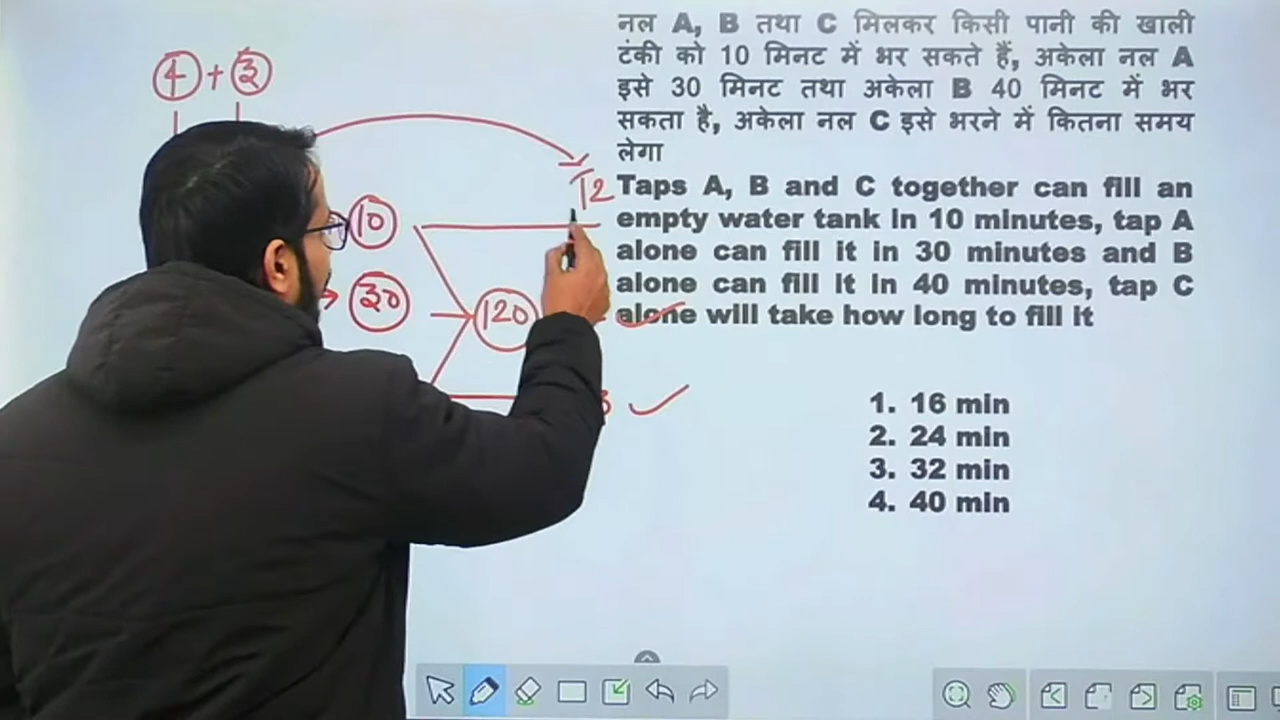 नल A, B तथा C मिलकर किसी पानी की खाली
टंकी को 10 मिनट में भर सकते हैं, अकेला नल A
इसे 30 मिनट तथा अकेला B 40 मिनट में भर
सकता है, अकेला नल C इसे भरने में कितना समय
लेगा
Taps A, B and C together can fill an
empty water tank in 10 minutes, tap A
alone can fill it in 30 minutes and B
alone can fill it in 40 minutes, tap C
alone will take how long to fill it
1. 16 min
2. 24 min
3. 32 min
4. 40 min
4 + 3
12
10
30
120